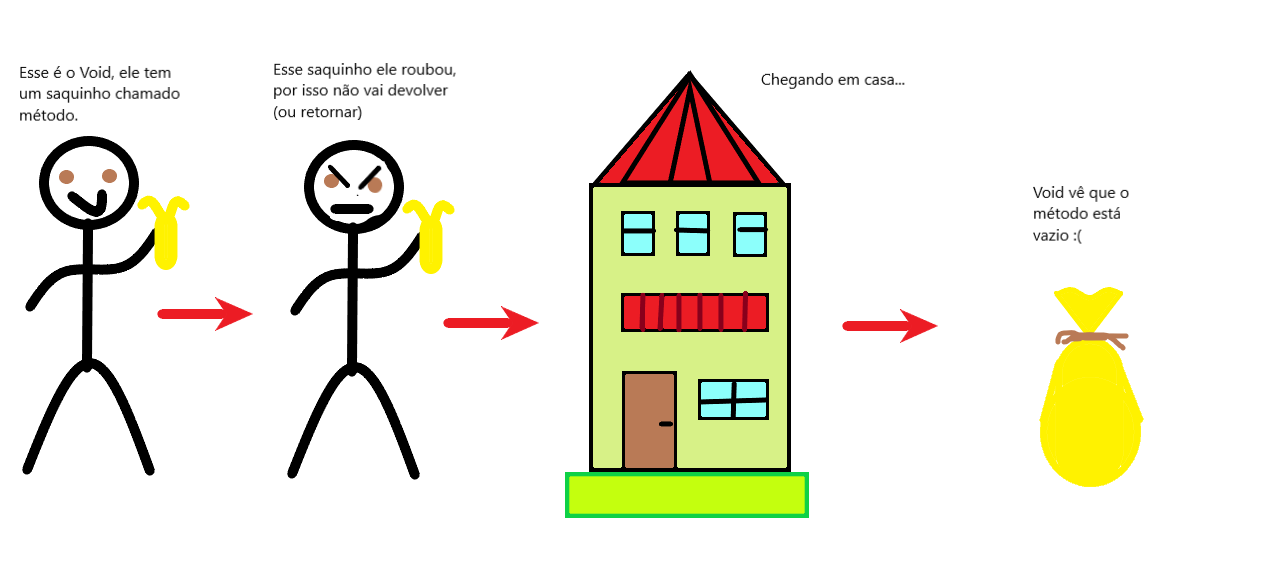 Esse é o Void, ele tem
um saquinho chamado
método.
Esse saquinho ele roubou,
por isso não vai devolver
(ou retornar)
Chegando em casa...
Void vê que o
método está
vazio :(